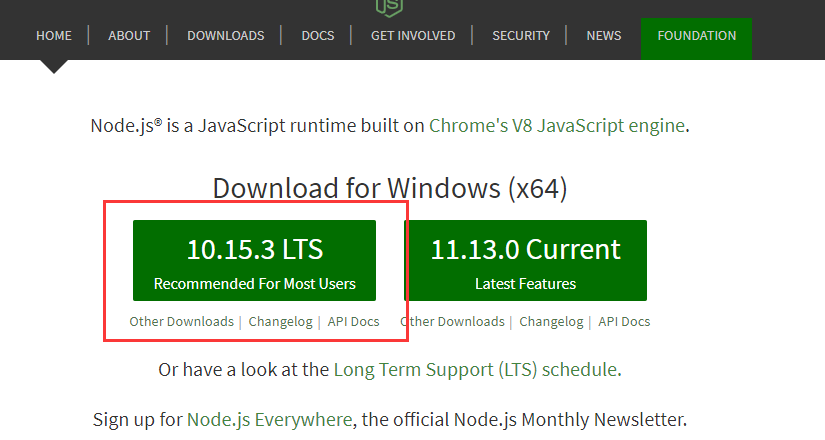 JS
HOME | ABOUT | DOWNLOADS | DOCS | GET INVOLVED | SECURITY | NEWS FOUNDATION
Node.js® is a JavaScript runtime built on Chrome's V8 JavaScript engine.
Download for Windows (x64)
10.15.3 LTS
Recommended For Most Users
Other Downloads | Changelog | API Docs
11.13.0 Current
Latest Features
Other Downloads | Changelog | API Docs
Or have a look at the Long Term Support (LTS) schedule.
Sign up for Node.js Everywhere, the official Node.js Monthly Newsletter.